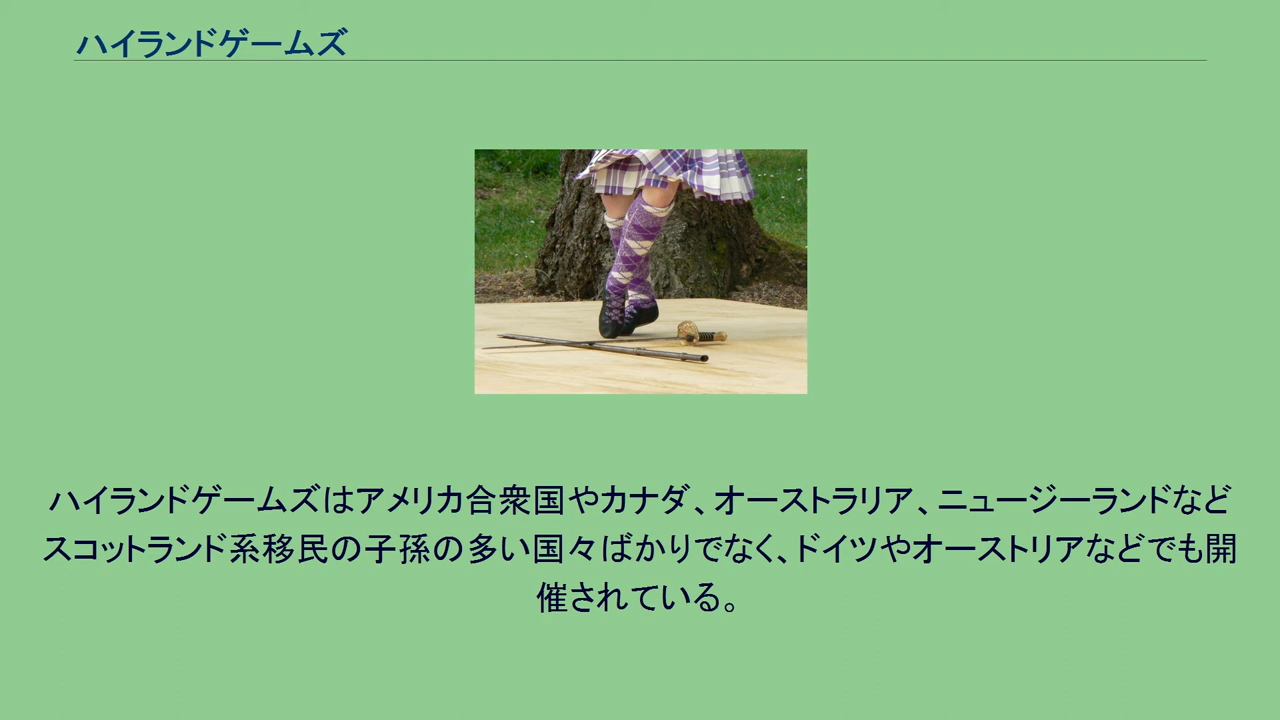 ハイランドゲームズ
ハイランドゲームズはアメリカ合衆国やカナダ、オーストラリア、ニュージーランドなど
スコットランド系移民の子孫の多い国々ばかりでなく、ドイツやオーストリアなどでも開
催されている。